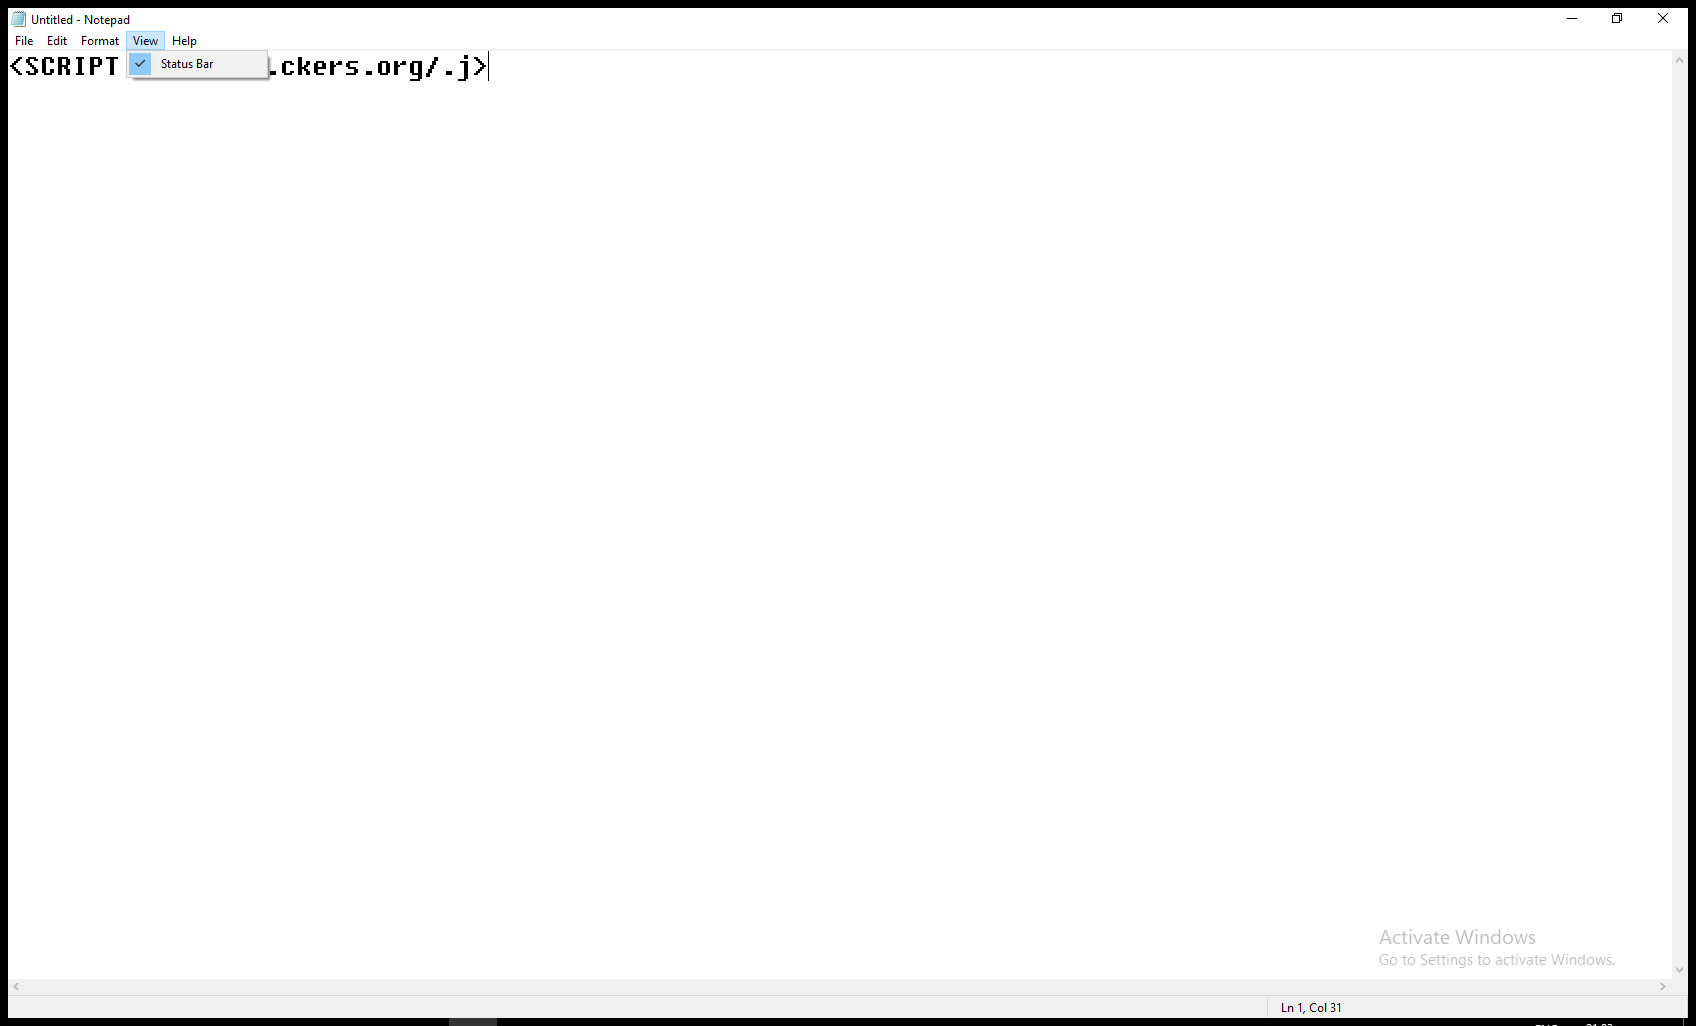 Untitled - Notepad
File Edit Format View Help
<SCRIPT
Status Bar
.ckers.org/.j>
Activate Windows
Go to Settings to activate Windows.
Ln 1, Col 31